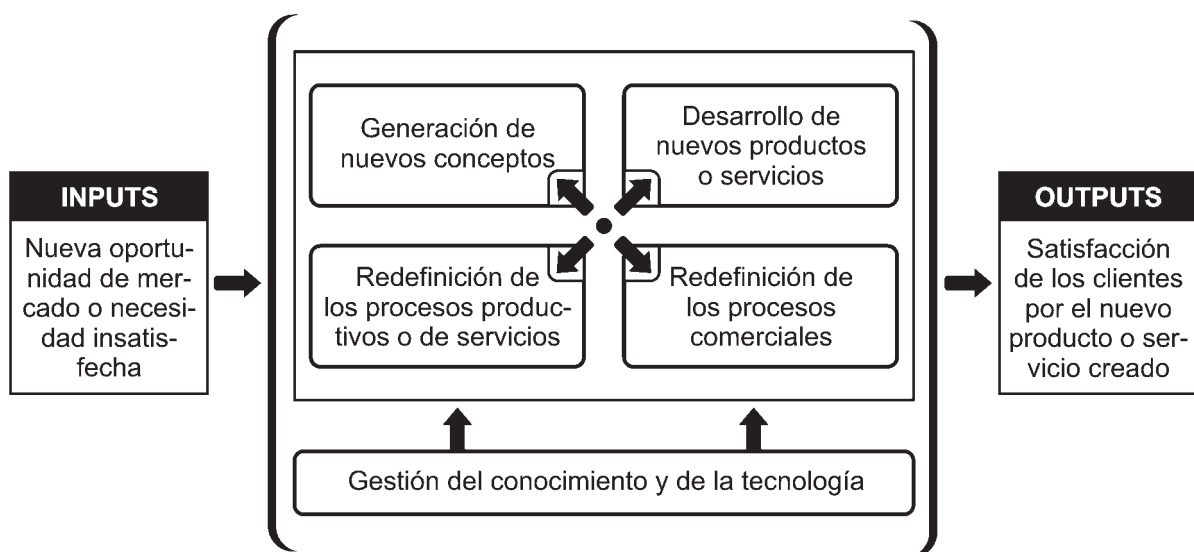 Generación de
nuevos conceptos
Desarrollo de
nuevos productos
o servicios
INPUTS
Nueva oportu-
nidad de mer-
cado o necesi-
dad insatis-
fecha
Redefinición de
los procesos produc-
tivos o de servicios
Redefinición de
los procesos
comerciales
OUTPUTS
Satisfacción
de los clientes
por el nuevo
producto o ser-
vicio creado
Gestión del conocimiento y de la tecnología